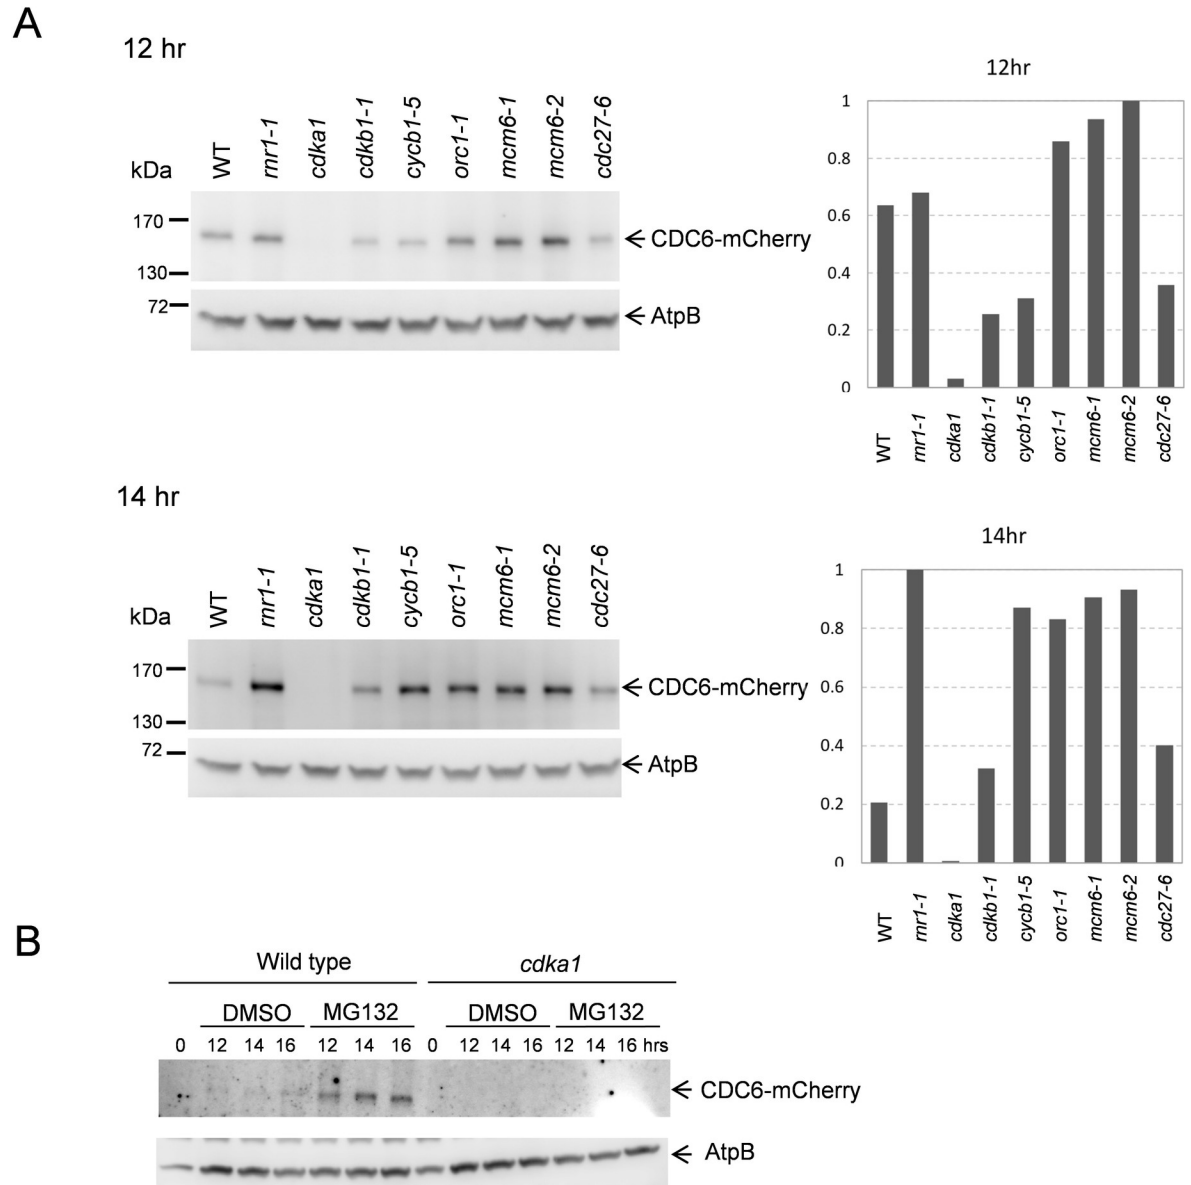 A
12 hr
kDa
WT
rnr1-1
cdka1
cdkb1-1
cycb1-5
orc1-1
mcm6-1
mcm6-2
cdc27-6
170
130
72
CDC6-mCherry
AtpB
12hr
1
0.8
0.6
0.4
0.2
0
WT
rnr1-1
cdka1
cdkb1-1
cycb1-5
orc1-1
mcm6-1
mcm6-2
cdc27-6
14 hr
kDa
WT
rnr1-1
cdka1
cdkb1-1
cycb1-5
orc1-1
mcm6-1
mcm6-2
cdc27-6
170
130
72
CDC6-mCherry
AtpB
14hr
1
0.8
0.6
0.4
0.2
0
WT
rnr1-1
cdka1
cdkb1-1
cycb1-5
orc1-1
mcm6-1
mcm6-2
cdc27-6
B
Wild type cdka1
DMSO MG132 DMSO MG132
0 12 14 16 12 14 16 0 12 14 16 12 14 16 hrs
CDC6-mCherry
AtpB